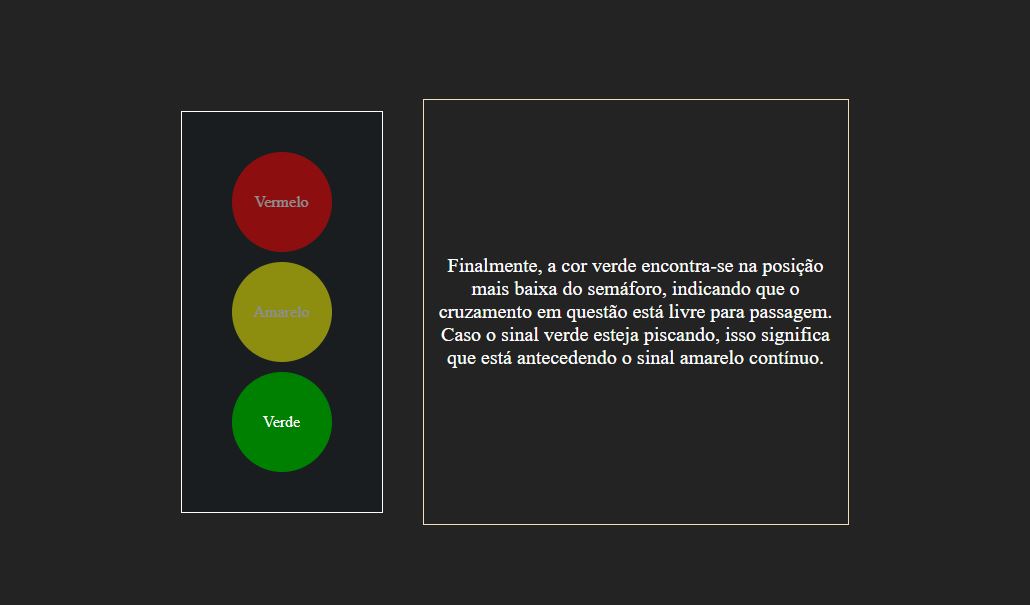 Vermelo
Amarelo
Verde
Finalmente, a cor verde encontra-se na posição
mais baixa do semáforo, indicando que o
cruzamento em questão está livre para passagem.
Caso o sinal verde esteja piscando, isso significa
que está antecedendo o sinal amarelo contínuo.